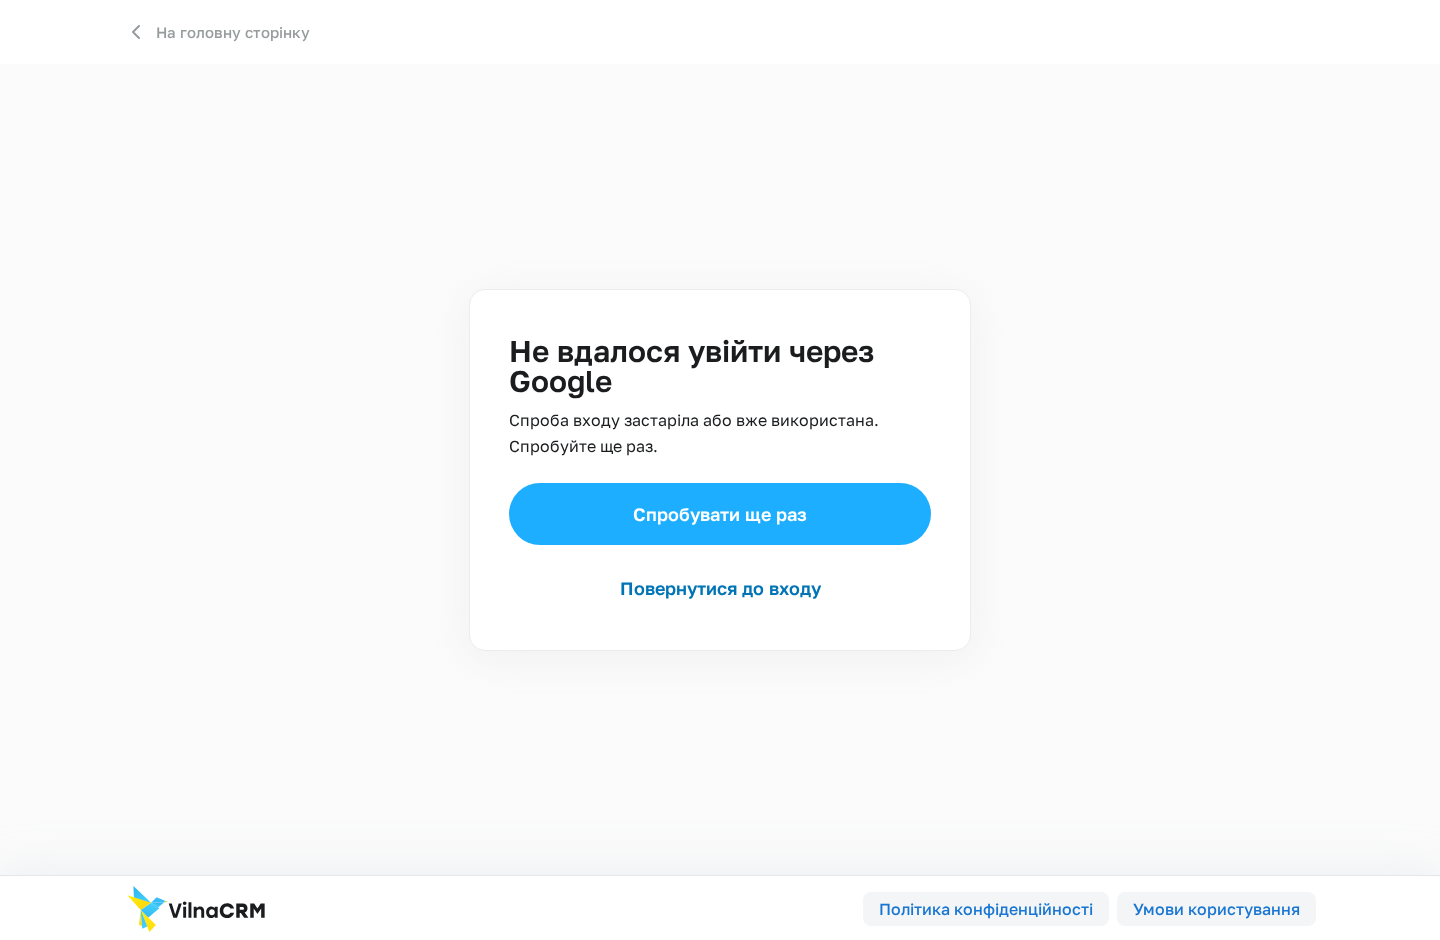 На головну сторінку
Не вдалося увійти через
Google
Спроба входу застаріла або вже використана.
Спробуйте ще раз.
Спробувати ще раз
Повернутися до входу
VilnaCRM
Політика конфіденційності
Умови користування